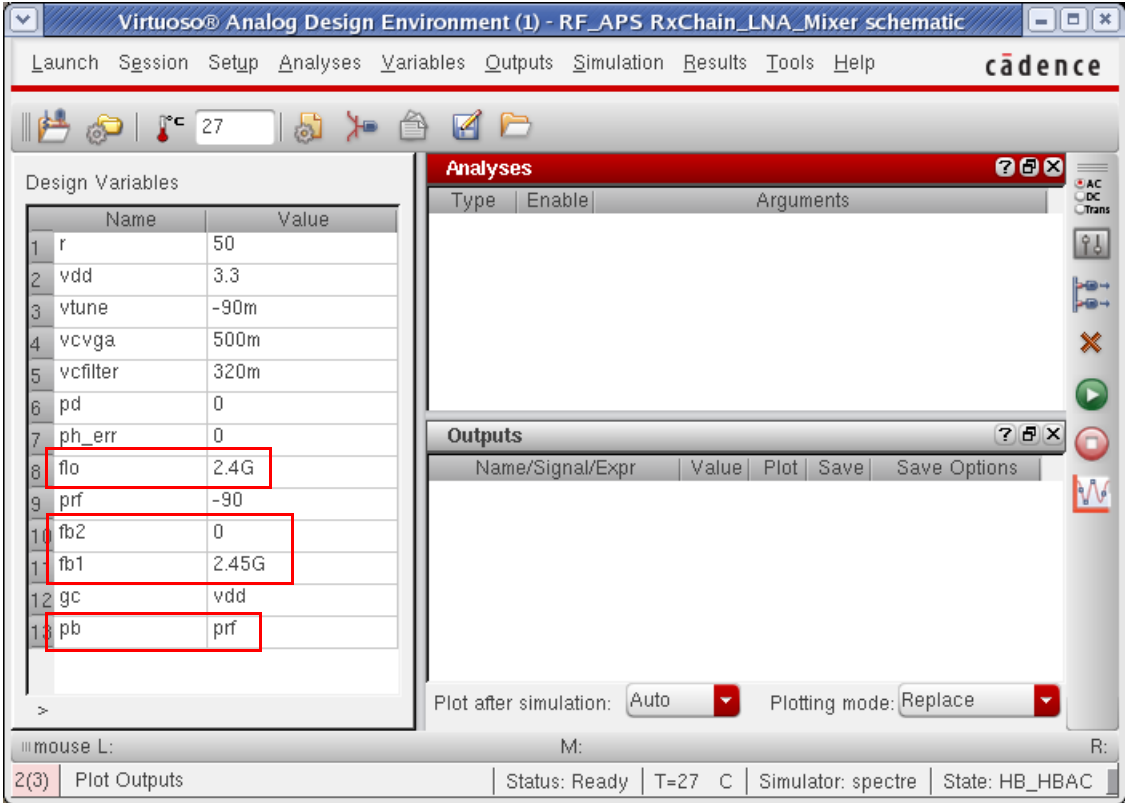 Virtuoso® Analog Design Environment (1) - RF_APS RxChain_LNA_Mixer schematic
Launch Session Setup Analyses Variables Outputs Simulation Results Tools Help cādence
°C 27
Design Variables
Name Value
1 r 50
2 vdd 3.3
3 vtune -90m
4 vcvga 500m
5 vcfilter 320m
6 pd 0
7 ph_err 0
8 flo 2.4G
9 prf -90
10 fb2 0
11 fb1 2.45G
12 gc vdd
13 pb prf
>
Analyses ?
Type Enable Arguments
AC
DC
Trans
Outputs ?
Name/Signal/Expr Value Plot Save Save Options
Plot after simulation: Auto Plotting mode: Replace
mouse L: M: R:
2(3) Plot Outputs Status: Ready T=27 C Simulator: spectre State: HB_HBAC